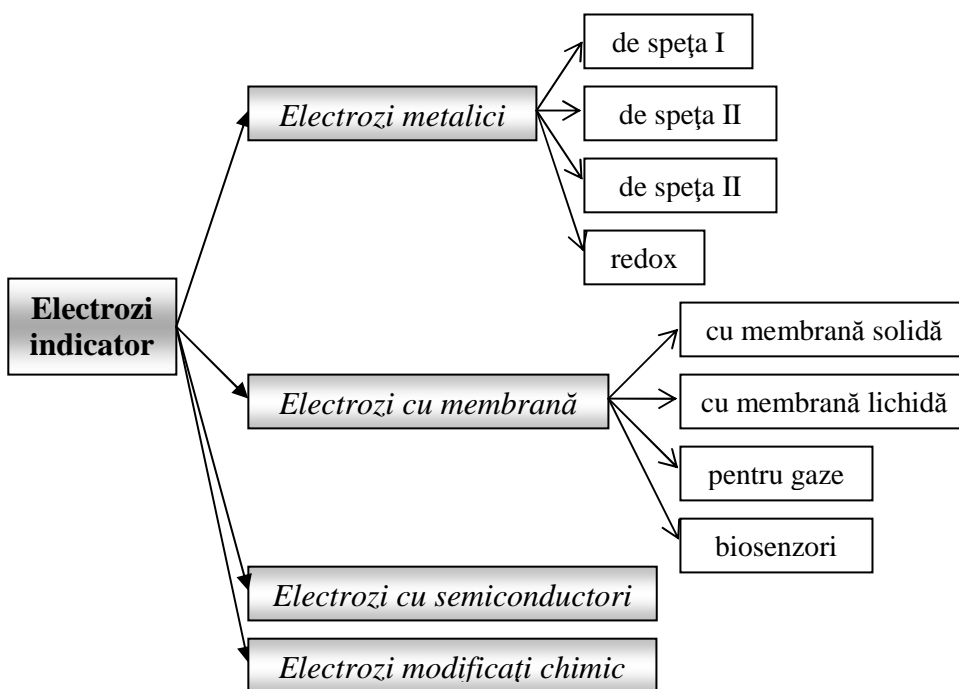 de speţa I
Electrozi metalici
de speţa II
de speţa II
redox
Electrozi
indicator
cu membrană solidă
Electrozi cu membrană
cu membrană lichidă
pentru gaze
biosenzori
Electrozi cu semiconductori
Electrozi modificaţi chimic